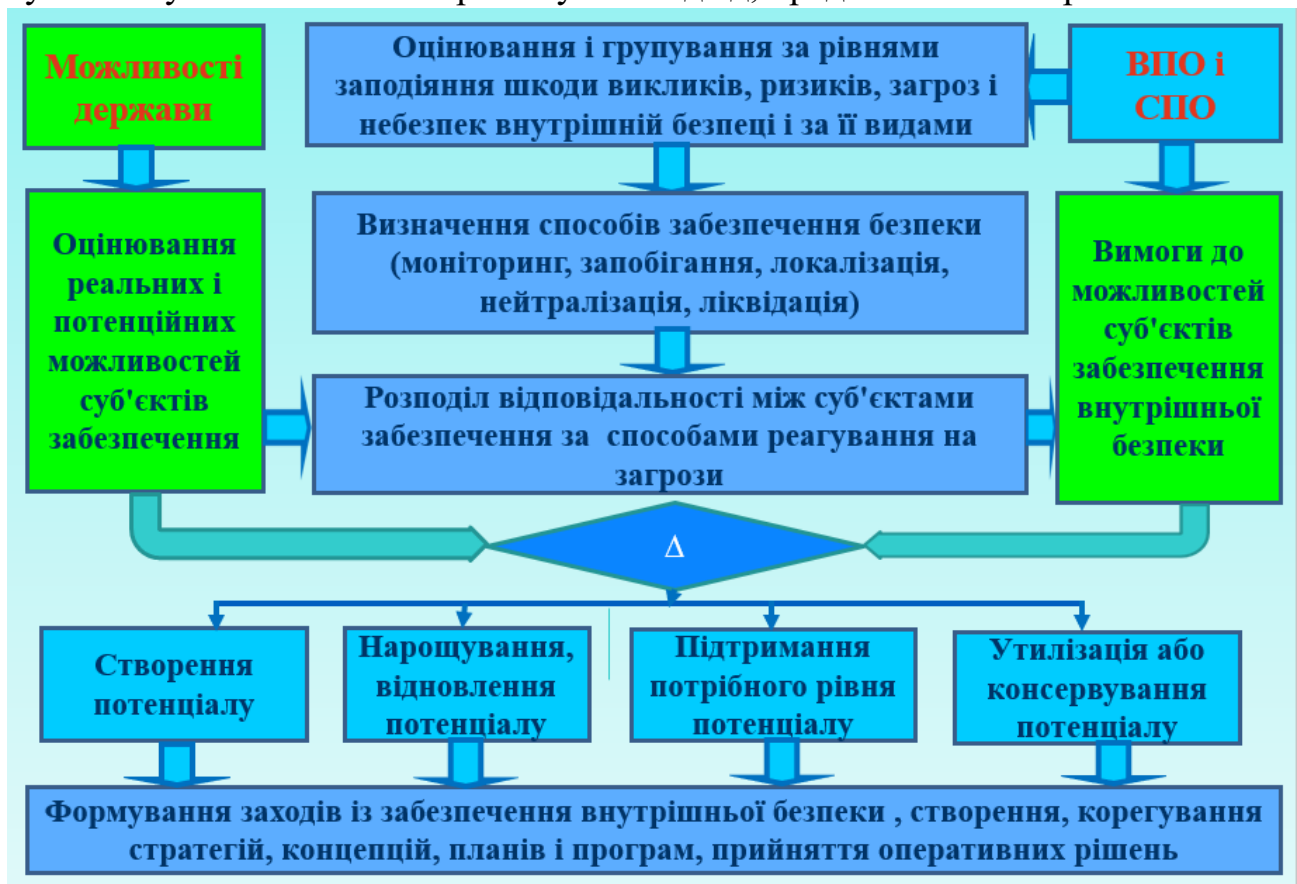 Можливості
держави
Оцінювання і групування за рівнями
заподіяння шкоди викликів, ризиків, загроз і
небезпек внутрішній безпеці і за її видами
ВПО і
СПО
Оцінювання
реальних і
потенційних
можливостей
суб'єктів
забезпечення
Визначення способів забезпечення безпеки
(моніторинг, запобігання, локалізація,
нейтралізація, ліквідація)
Вимоги до
можливостей
суб'єктів
забезпечення
внутрішньої
безпеки
Розподіл відповідальності між суб'єктами
забезпечення за способами реагування на
загрози
Δ
Створення
потенціалу
Нарощування,
відновлення
потенціалу
Підтримання
потрібного рівня
потенціалу
Утилізація або
консервування
потенціалу
Формування заходів із забезпечення внутрішньої безпеки , створення, корегування
стратегій, концепцій, планів і програм, прийняття оперативних рішень